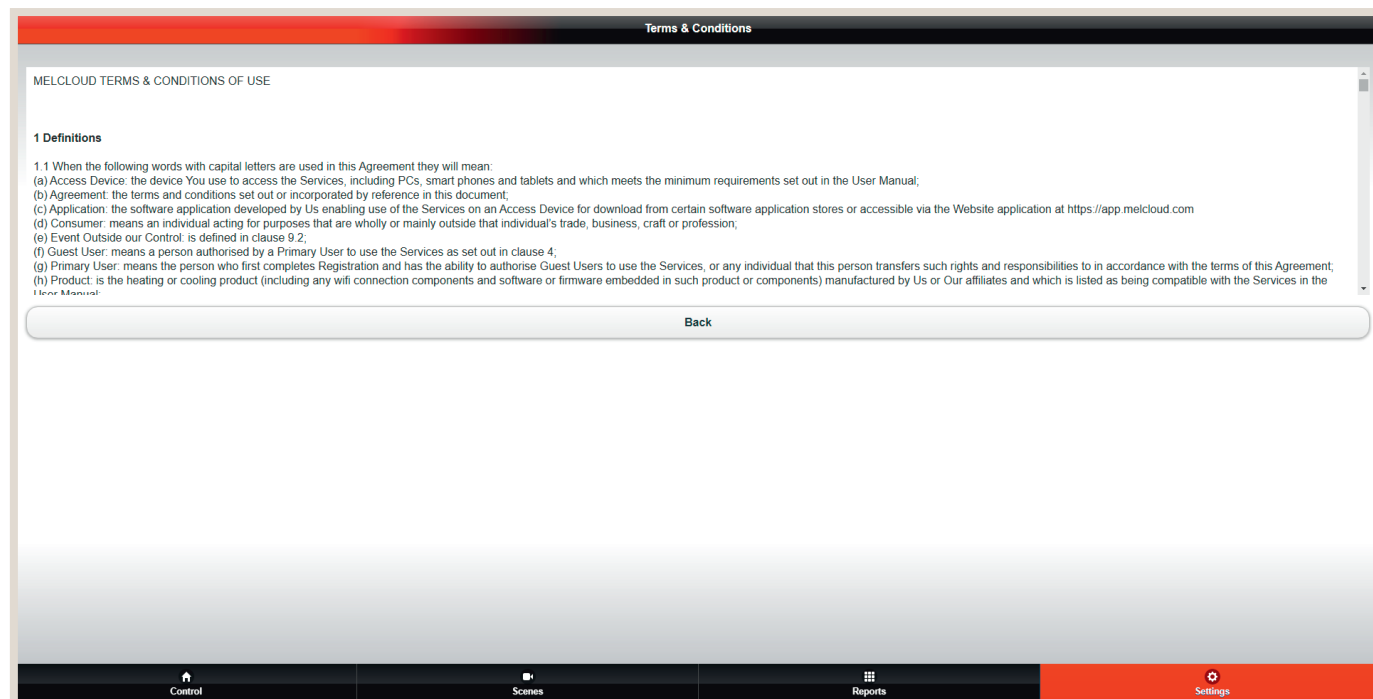 Terms & Conditions
MELCLOUD TERMS & CONDITIONS OF USE
1 Definitions
1.1 When the following words with capital letters are used in this Agreement they will mean:
(a) Access Device: the device You use to access the Services, including PCs, smart phones and tablets and which meets the minimum requirements set out in the User Manual;
(b) Agreement: the terms and conditions set out or incorporated by reference in this document;
(c) Application: the software application developed by Us enabling use of the Services on an Access Device for download from certain software application stores or accessible via the Website application at https://app.melcloud.com
(d) Consumer: means an individual acting for purposes that are wholly or mainly outside that individual's trade, business, craft or profession;
(e) Event Outside our Control: is defined in clause 9.2;
(f) Guest User: means a person authorised by a Primary User to use the Services as set out in clause 4;
(g) Primary User: means the person who first completes Registration and has the ability to authorise Guest Users to use the Services, or any individual that this person transfers such rights and responsibilities to in accordance with the terms of this Agreement;
(h) Product: is the heating or cooling product (including any wifi connection components and software or firmware embedded in such product or components) manufactured by Us or Our affiliates and which is listed as being compatible with the Services in the
User Manual;
Back
Control
Scenes
Reports
Settings